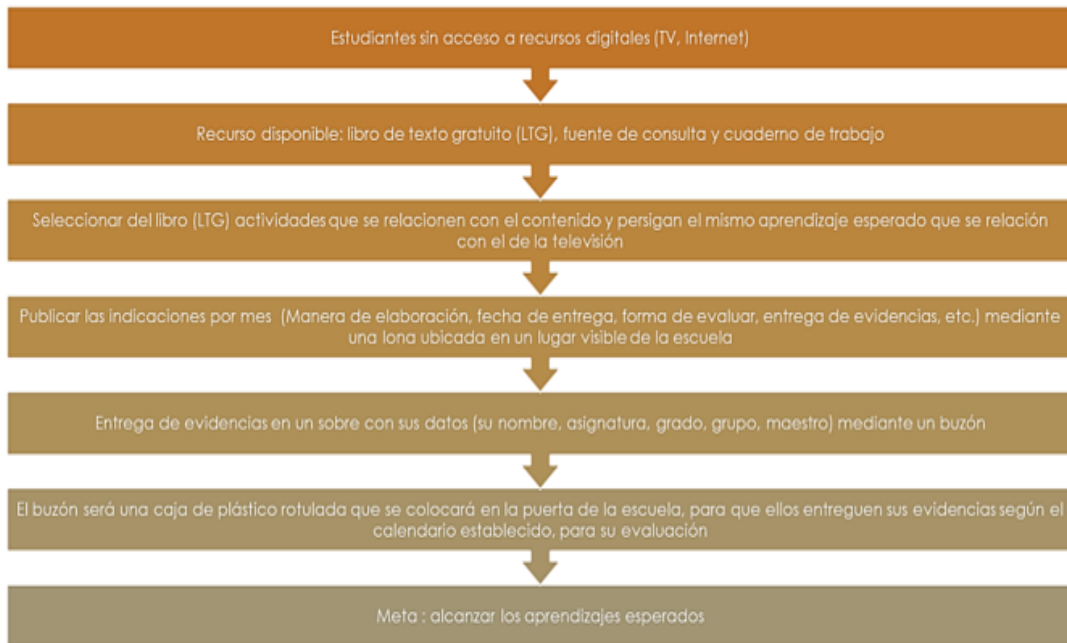 Estudiantes sin acceso a recursos digitales (TV, Internet)
Recurso disponible: libro de texto gratuito (LTG), fuente de consulta y cuaderno de trabajo
Seleccionar del libro (LTG) actividades que se relacionen con el contenido y persigan el mismo aprendizaje esperado que se relación
con el de la televisión
Publicar las indicaciones por mes (Manera de elaboración, fecha de entrega, forma de evaluar, entrega de evidencias, etc.) mediante
una lona ubicada en un lugar visible de la escuela
Entrega de evidencias en un sobre con sus datos (su nombre, asignatura, grado, grupo, maestro) mediante un buzón
El buzón será una caja de plástico rotulada que se colocará en la puerta de la escuela, para que ellos entreguen sus evidencias según el
calendario establecido, para su evaluación
Meta : alcanzar los aprendizajes esperados